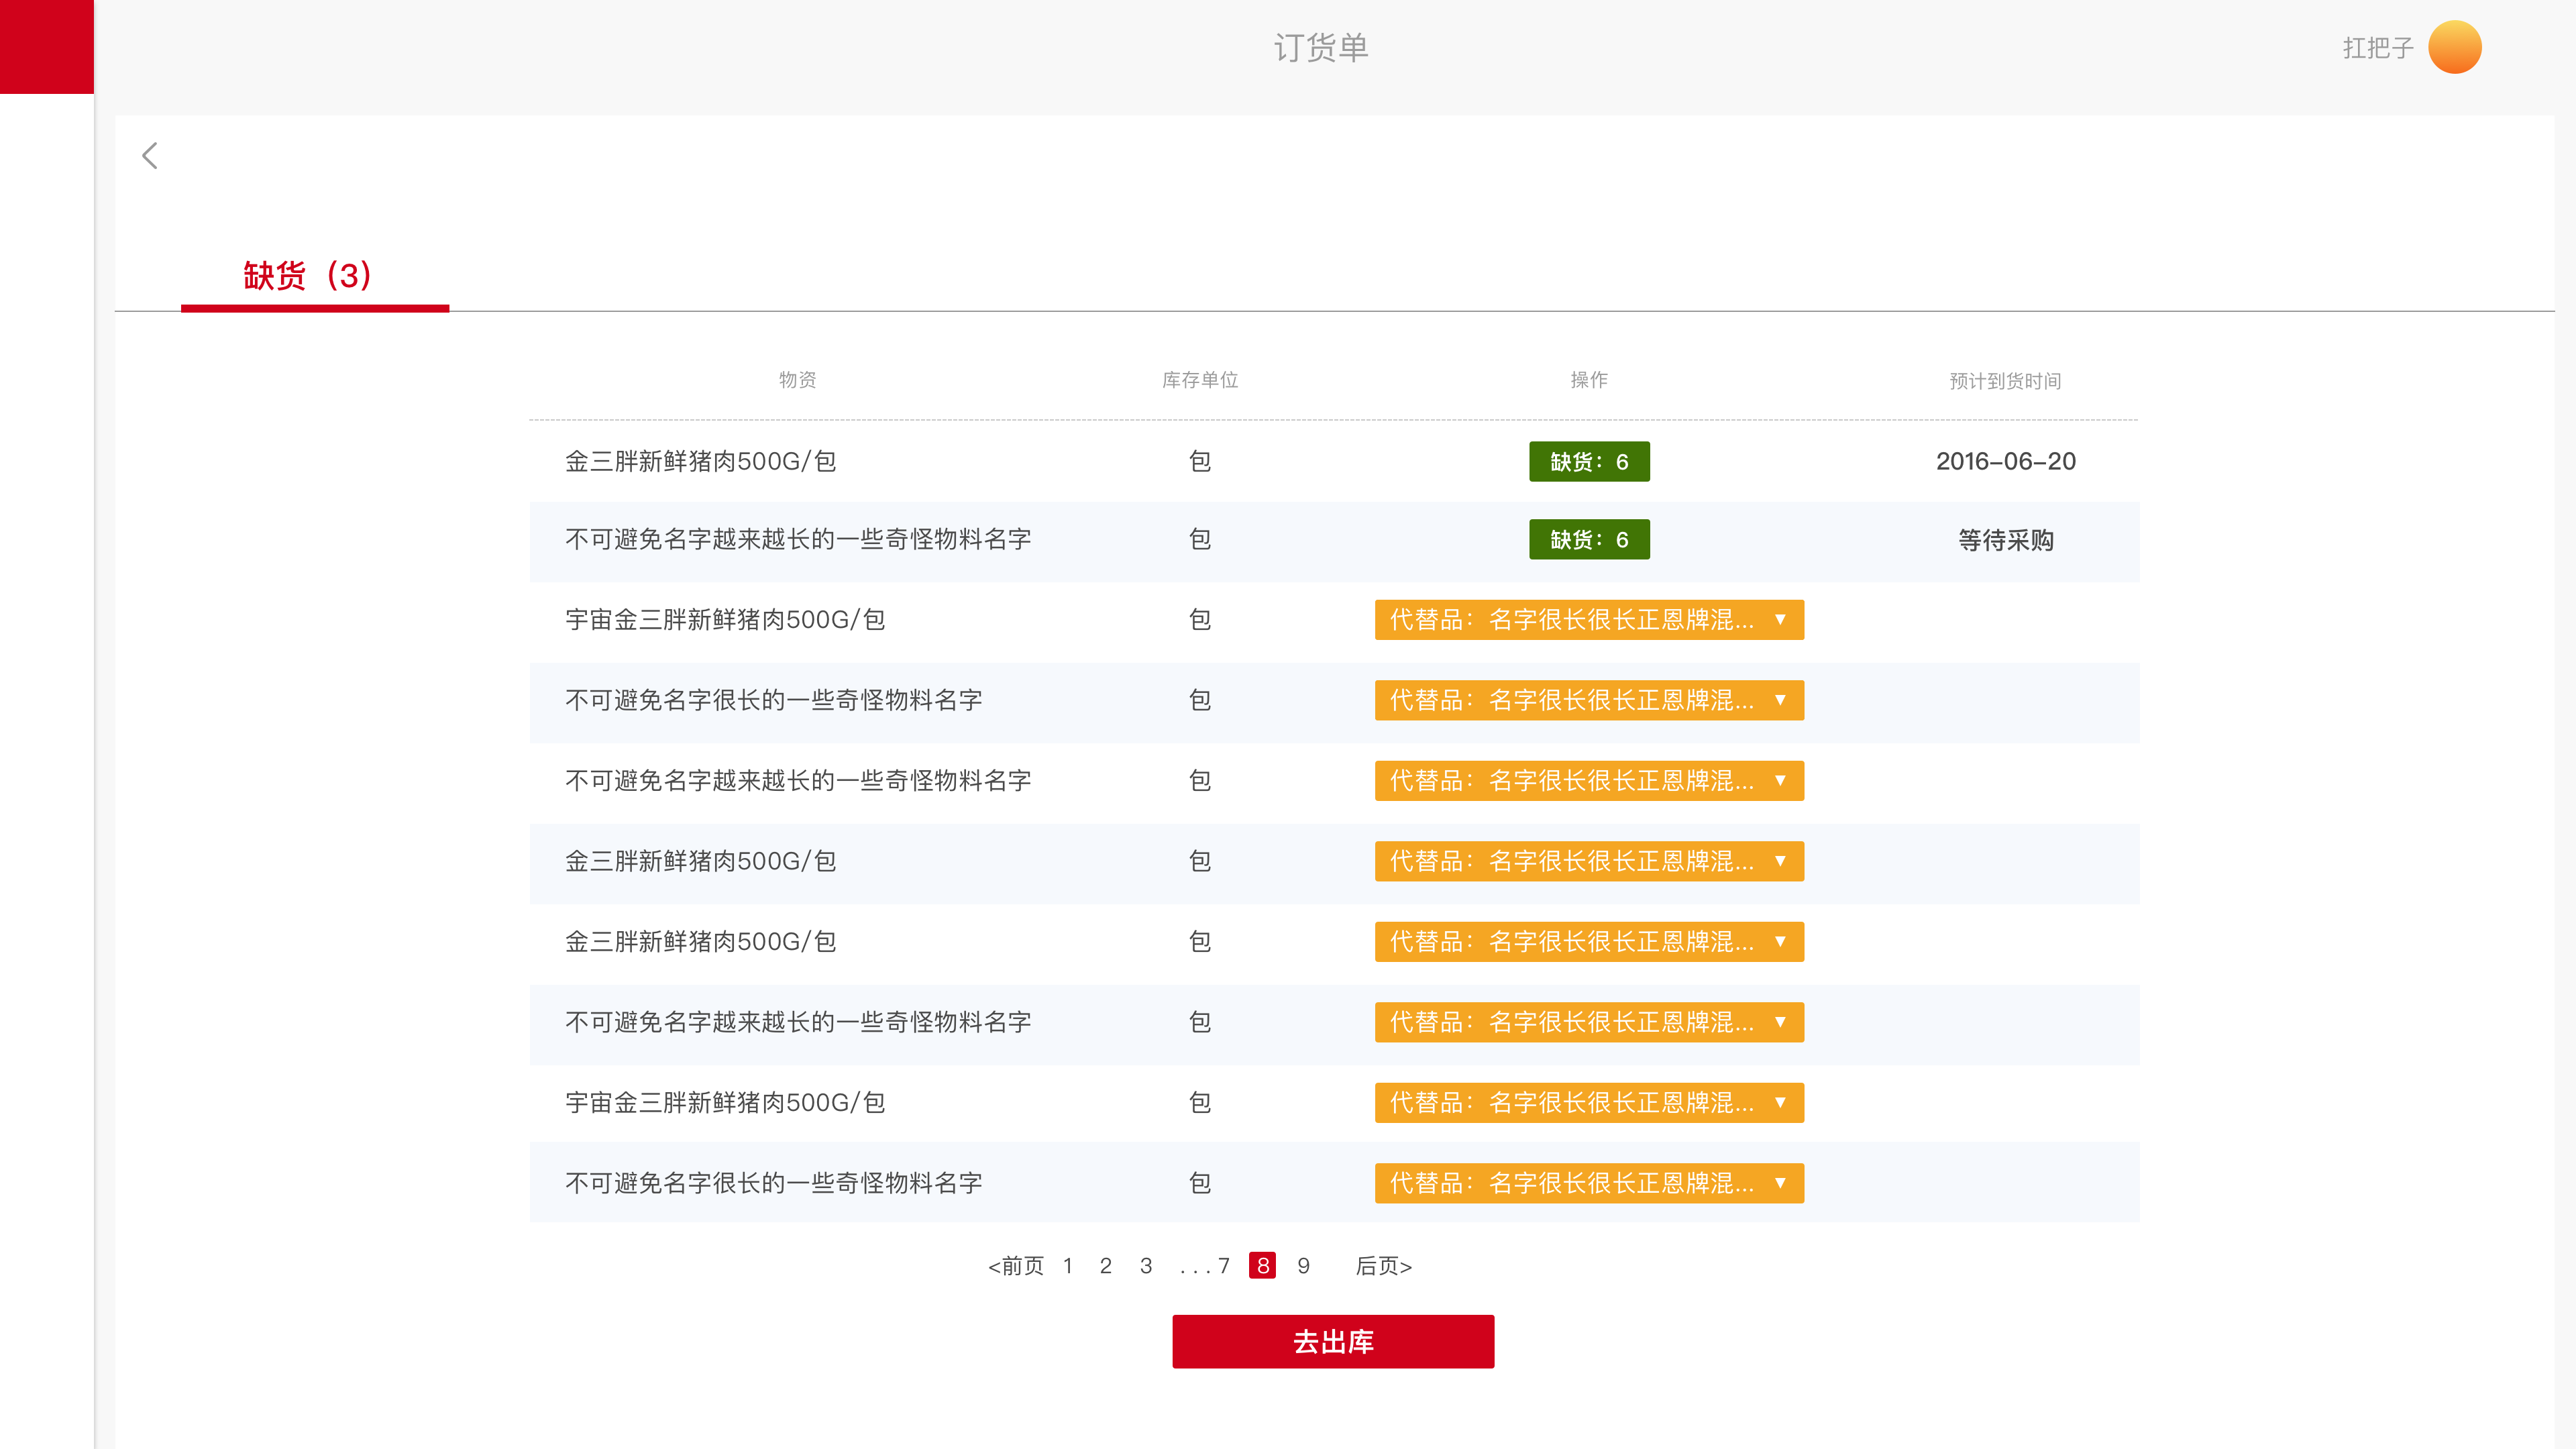 订货单
扛把子
缺货（3）
物资 库存单位 操作 预计到货时间
金三胖新鲜猪肉500G/包 包 缺货：6 2016-06-20
不可避免名字越来越长的一些奇怪物料名字 包 缺货：6 等待采购
宇宙金三胖新鲜猪肉500G/包 包 代替品：名字很长很长正恩牌混... ▼
不可避免名字很长的一些奇怪物料名字 包 代替品：名字很长很长正恩牌混... ▼
不可避免名字越来越长的一些奇怪物料名字 包 代替品：名字很长很长正恩牌混... ▼
金三胖新鲜猪肉500G/包 包 代替品：名字很长很长正恩牌混... ▼
金三胖新鲜猪肉500G/包 包 代替品：名字很长很长正恩牌混... ▼
不可避免名字越来越长的一些奇怪物料名字 包 代替品：名字很长很长正恩牌混... ▼
宇宙金三胖新鲜猪肉500G/包 包 代替品：名字很长很长正恩牌混... ▼
不可避免名字很长的一些奇怪物料名字 包 代替品：名字很长很长正恩牌混... ▼
<前页 1 2 3 ...7 8 9 后页>
去出库